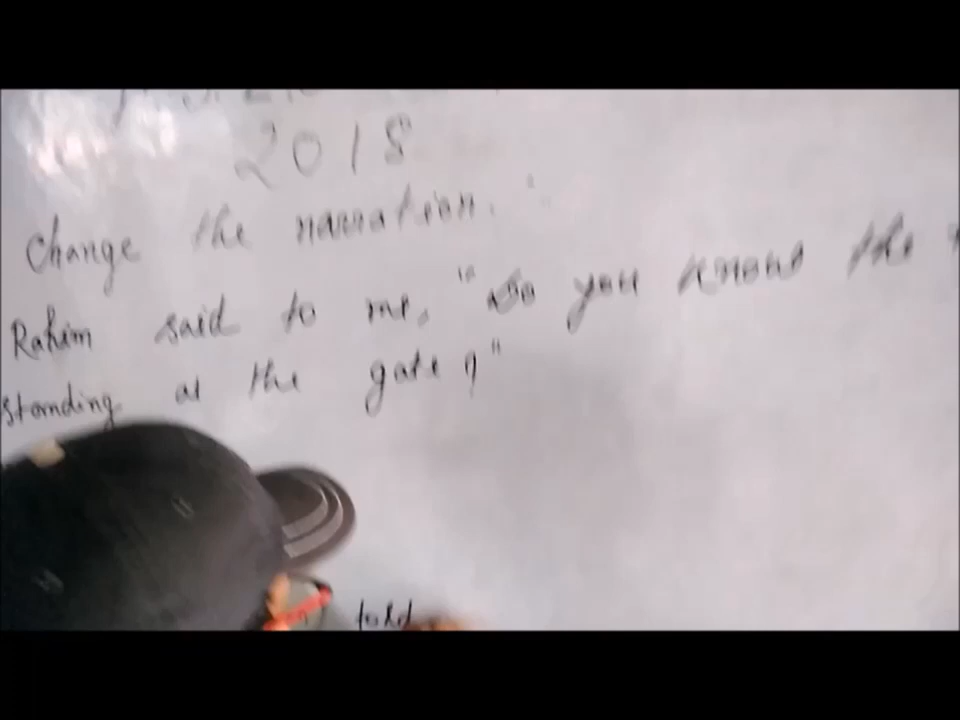 2018
Change the narration.
Rahim said to me, "Do you know the
standing at the gate?"
told